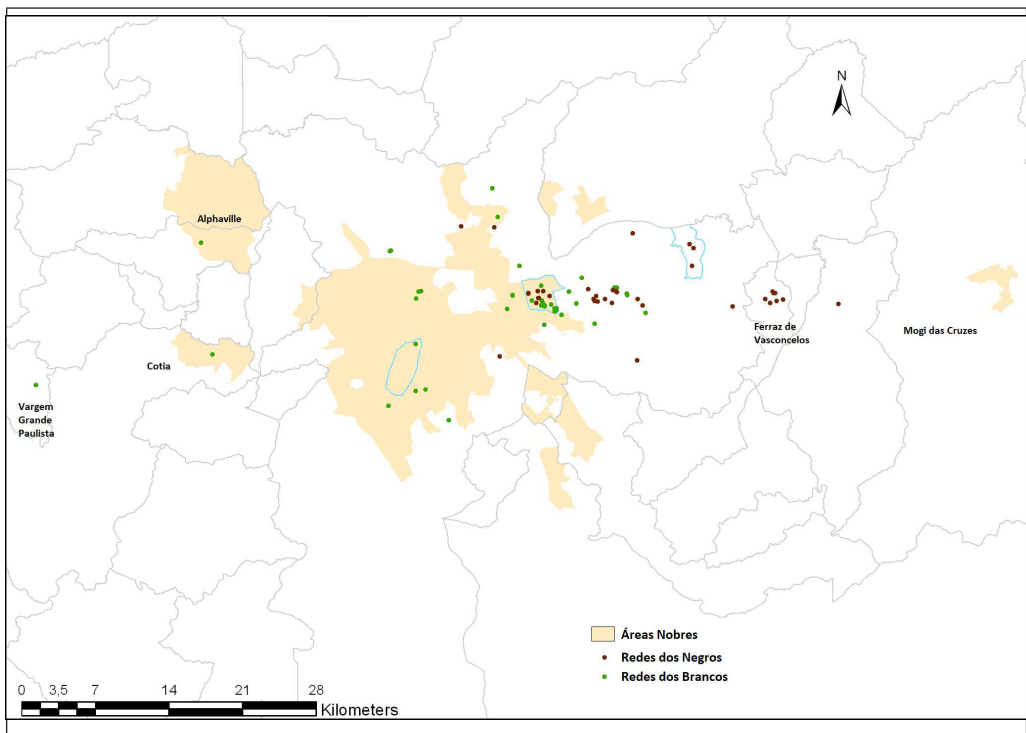 N
Alphaville
Ferraz de
Vasconcelos
Mogi das Cruzes
Cotia
Vargem
Grande
Paulista
Áreas Nobres
Redes dos Negros
Redes dos Brancos
0 3,5 7 14 21 28
Kilometers